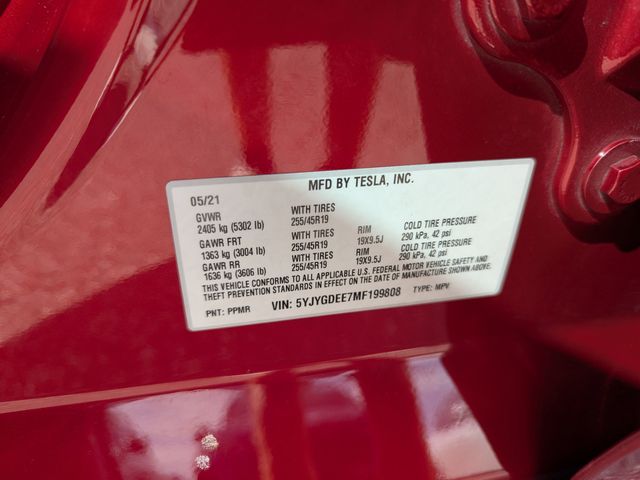 MFD BY TESLA, INC.
05/21
GVWR
2405 kg (5302 lb)
WITH TIRES
255/45R19
GAWR FRT
1363 kg (3004 lb)
WITH TIRES
255/45R19
RIM
19X9.5J
COLD TIRE PRESSURE
290 kPa, 42 psi
GAWR RR
1636 kg (3606 lb)
WITH TIRES
255/45R19
RIM
19X9.5J
COLD TIRE PRESSURE
290 kPa, 42 psi
THIS VEHICLE CONFORMS TO ALL APPLICABLE U.S. FEDERAL MOTOR VEHICLE SAFETY AND
THEFT PREVENTION STANDARDS IN EFFECT ON THE DATE OF MANUFACTURE SHOWN ABOVE.
PNT: PPMR VIN: 5YJYGDEE7MF199808 TYPE: MPV